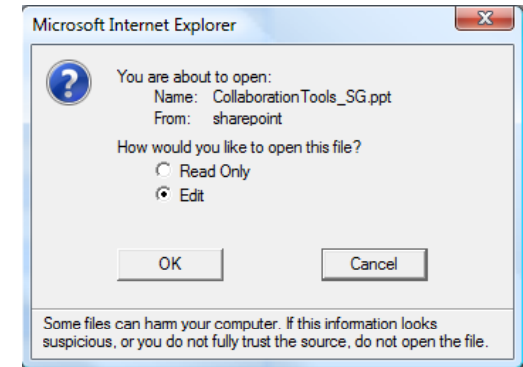 Microsoft Internet Explorer
You are about to open:
Name: CollaborationTools_SG.ppt
From: sharepoint
How would you like to open this file?
Read Only
Edit
OK Cancel
Some files can harm your computer. If this information looks
suspicious, or you do not fully trust the source, do not open the file.